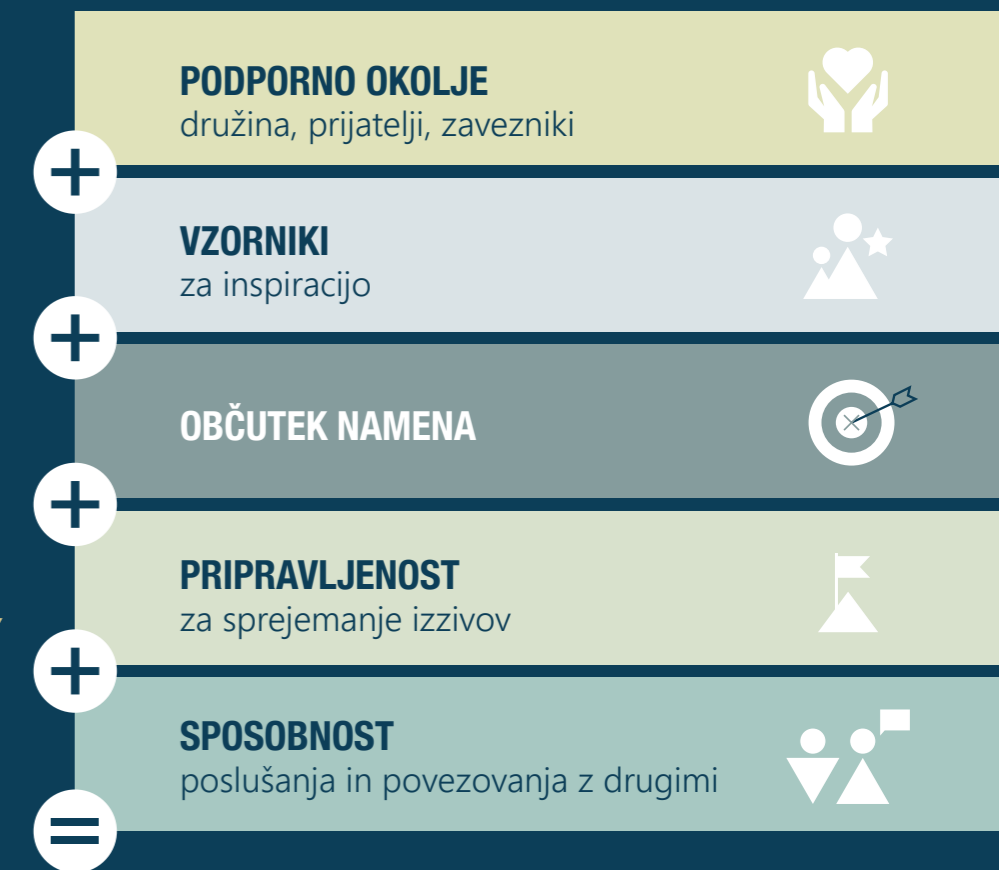 PODPORNO OKOLJE
družina, prijatelji, zavezniki
+
VZORNIKI
za inspiracijo
+
OBČUTEK NAMENA
+
PRIPRAVLJENOST
za sprejemanje izzivov
+
SPOSOBNOST
poslušanja in povezovanja z drugimi
=